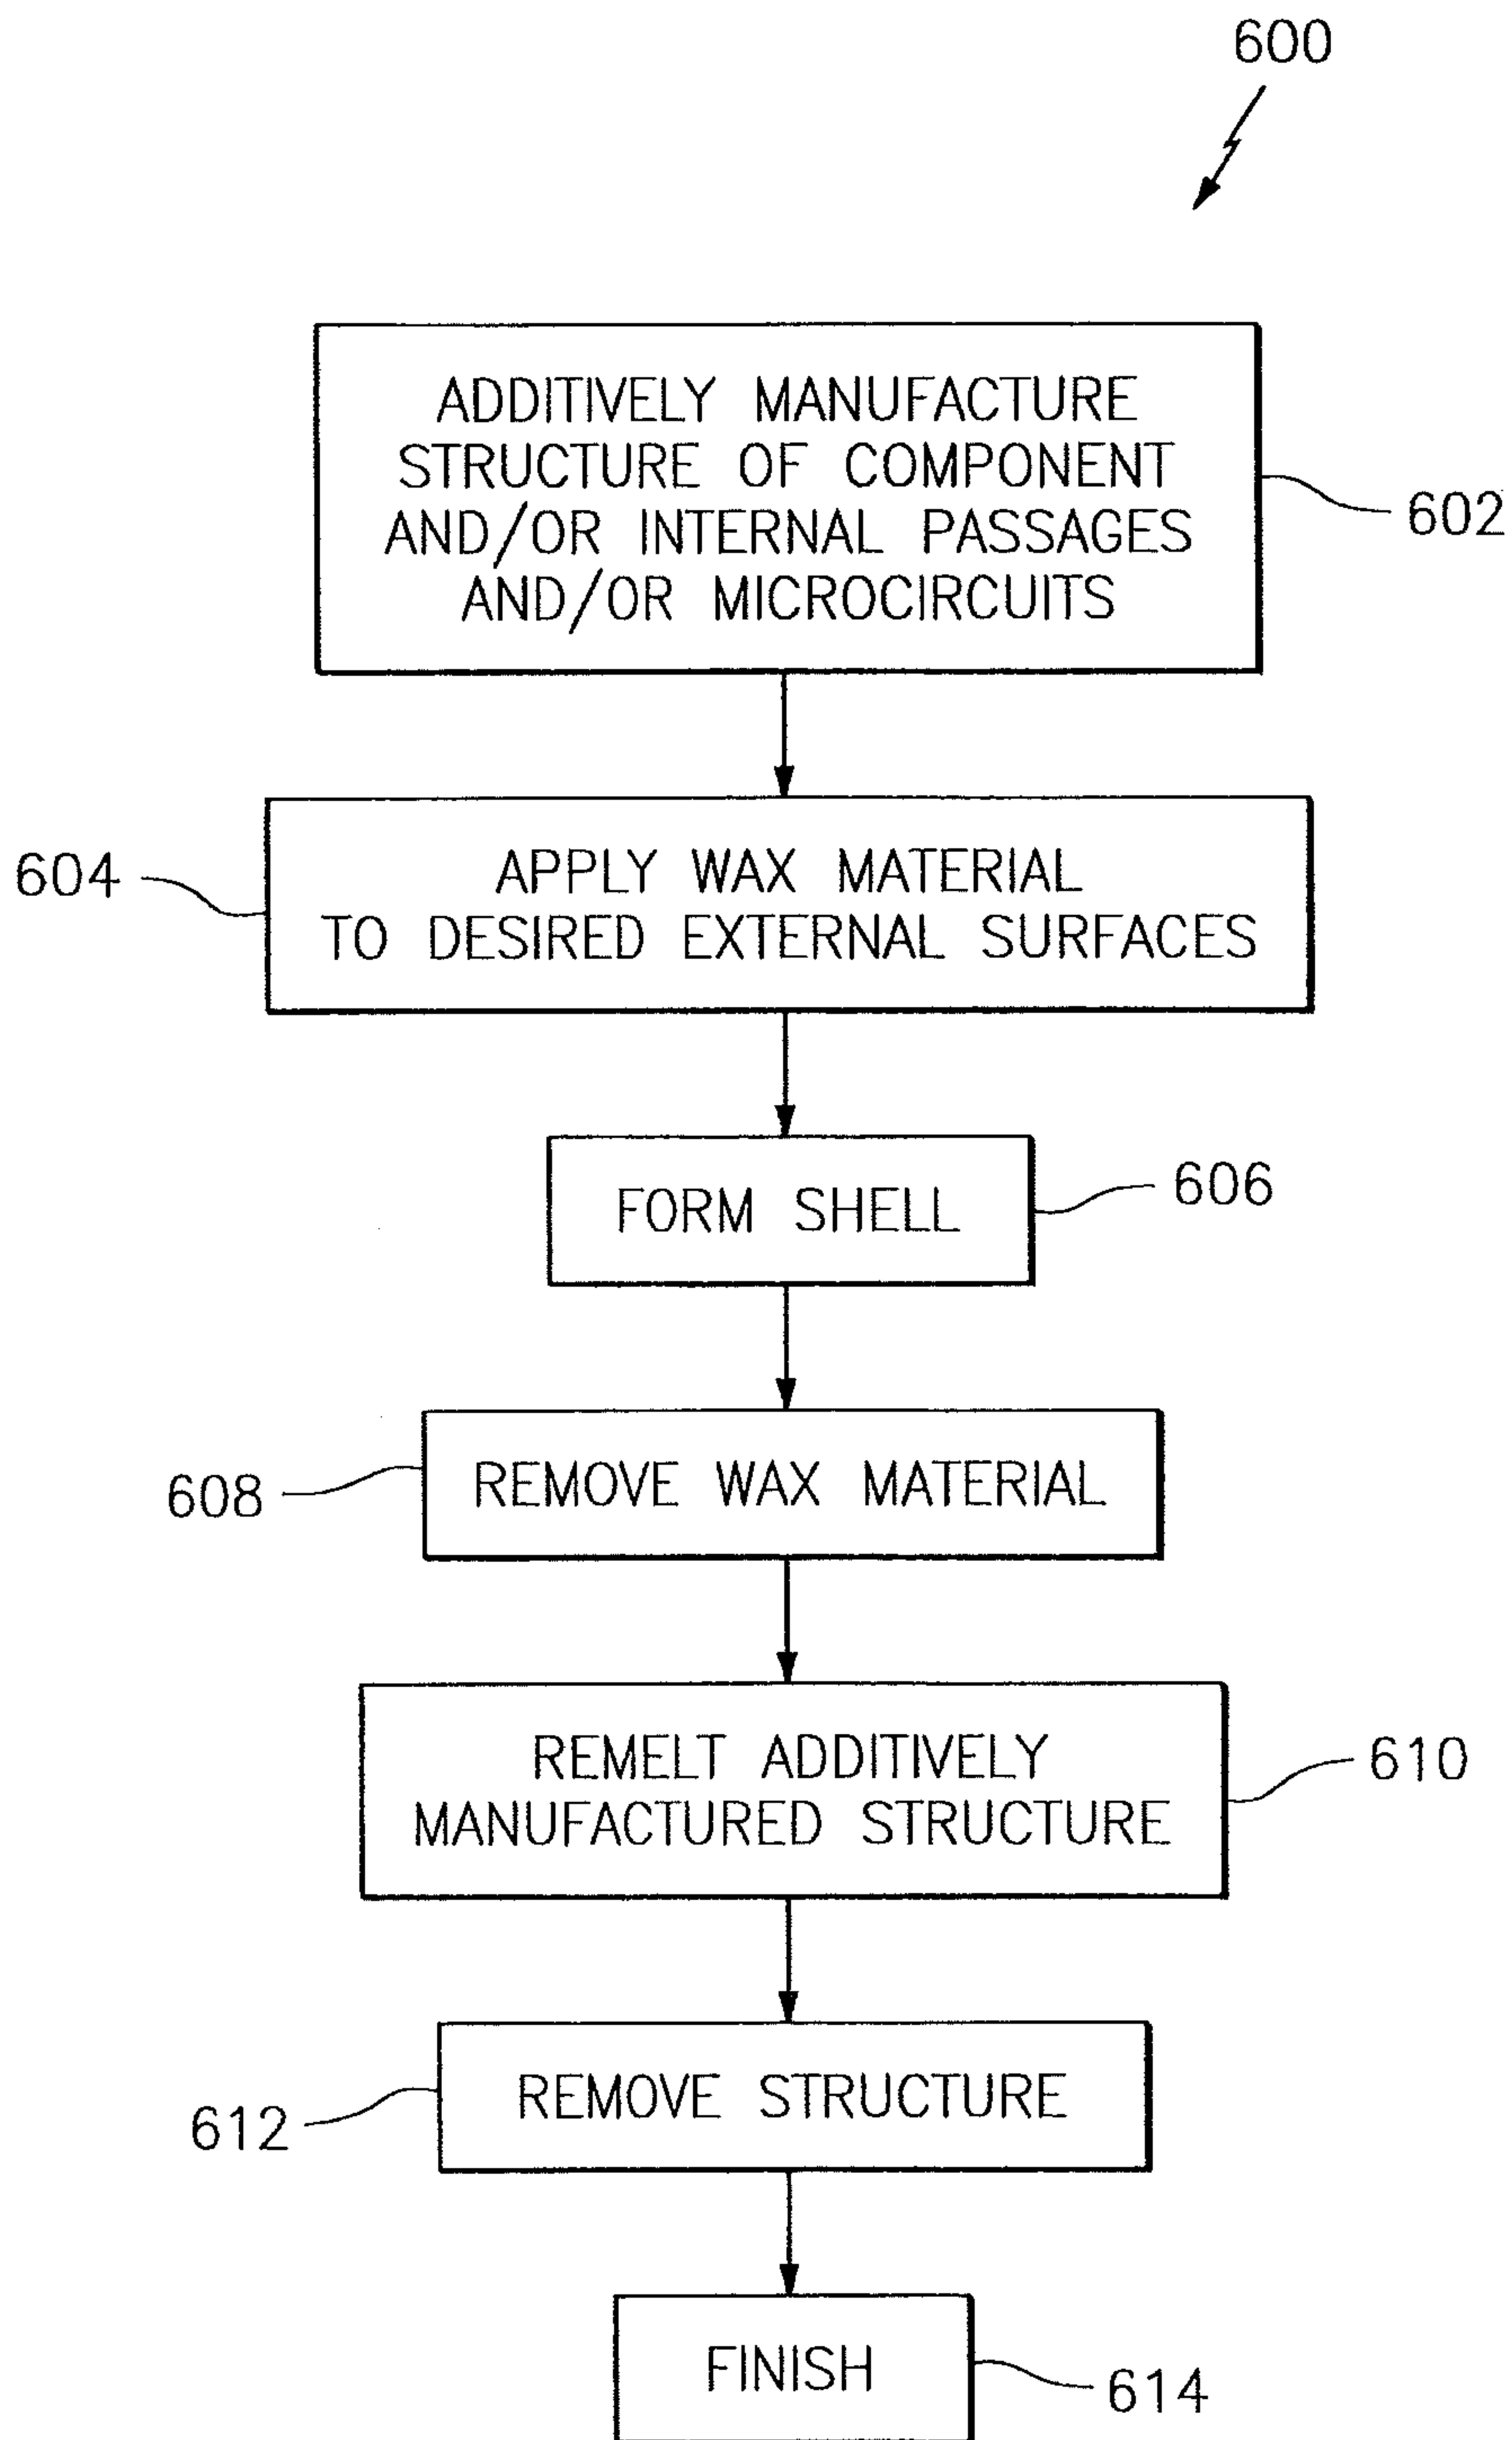 600
ADDITIVELY MANUFACTURE
STRUCTURE OF COMPONENT
AND/OR INTERNAL PASSAGES
AND/OR MICROCIRCUITS
602
604
APPLY WAX MATERIAL
TO DESIRED EXTERNAL SURFACES
FORM SHELL
606
608
REMOVE WAX MATERIAL
REMELT ADDITIVELY
MANUFACTURED STRUCTURE
610
612
REMOVE STRUCTURE
FINISH
614